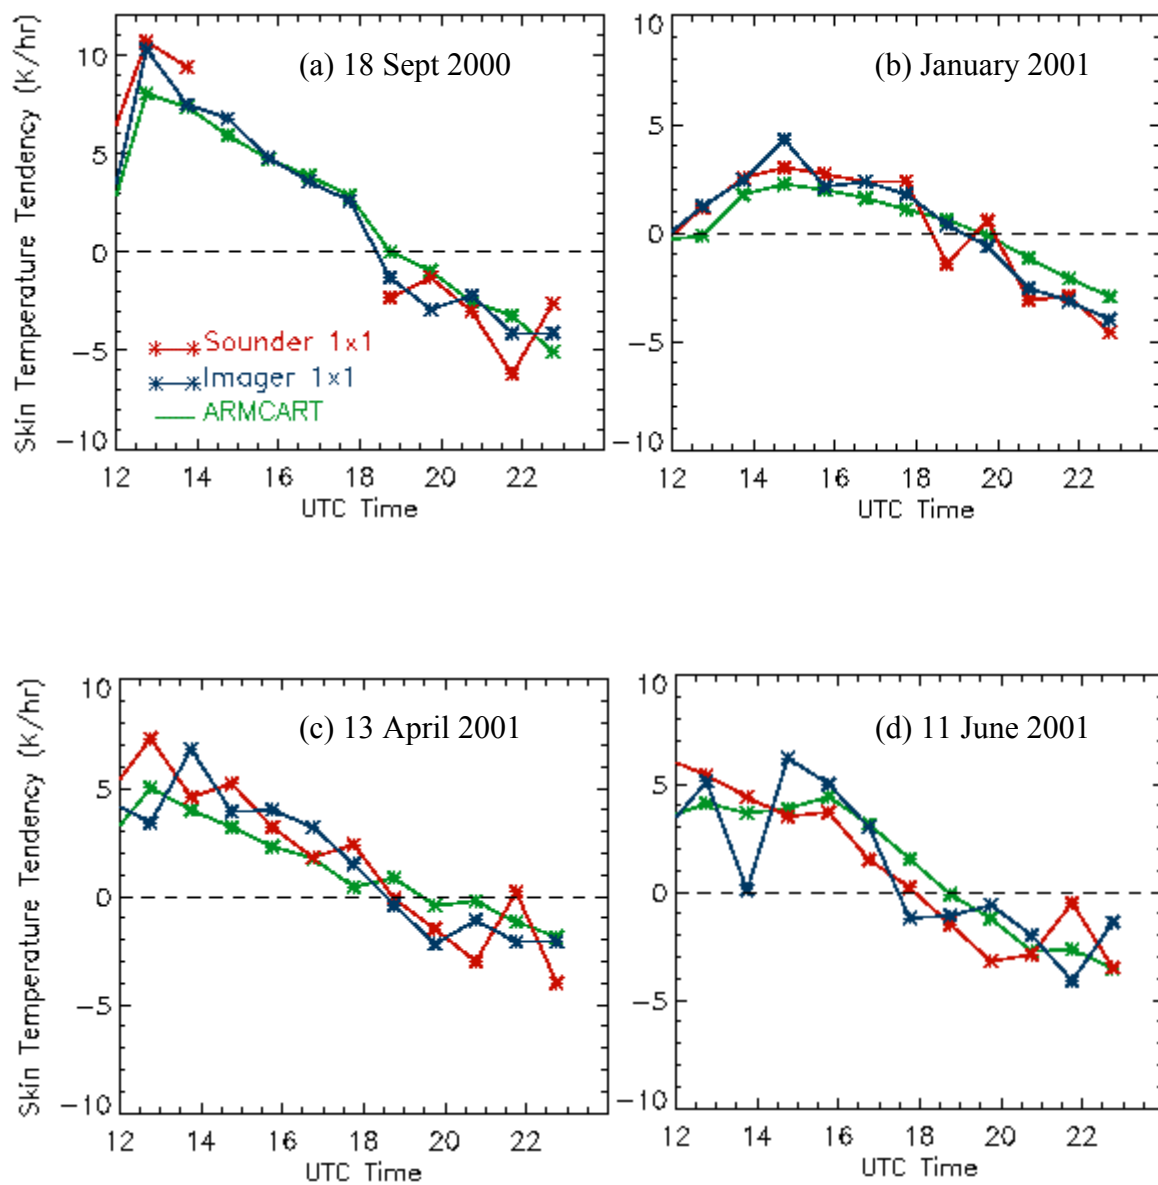 (a) 18 Sept 2000
Skin Temperature Tendency (K/hr)
10
5
0
-5
-10
Sounder 1x1
Imager 1x1
ARMCART
12 14 16 18 20 22
UTC Time
(b) January 2001
10
5
0
-5
-10
12 14 16 18 20 22
UTC Time
(c) 13 April 2001
Skin Temperature Tendency (K/hr)
10
5
0
-5
-10
12 14 16 18 20 22
UTC Time
(d) 11 June 2001
10
5
0
-5
-10
12 14 16 18 20 22
UTC Time